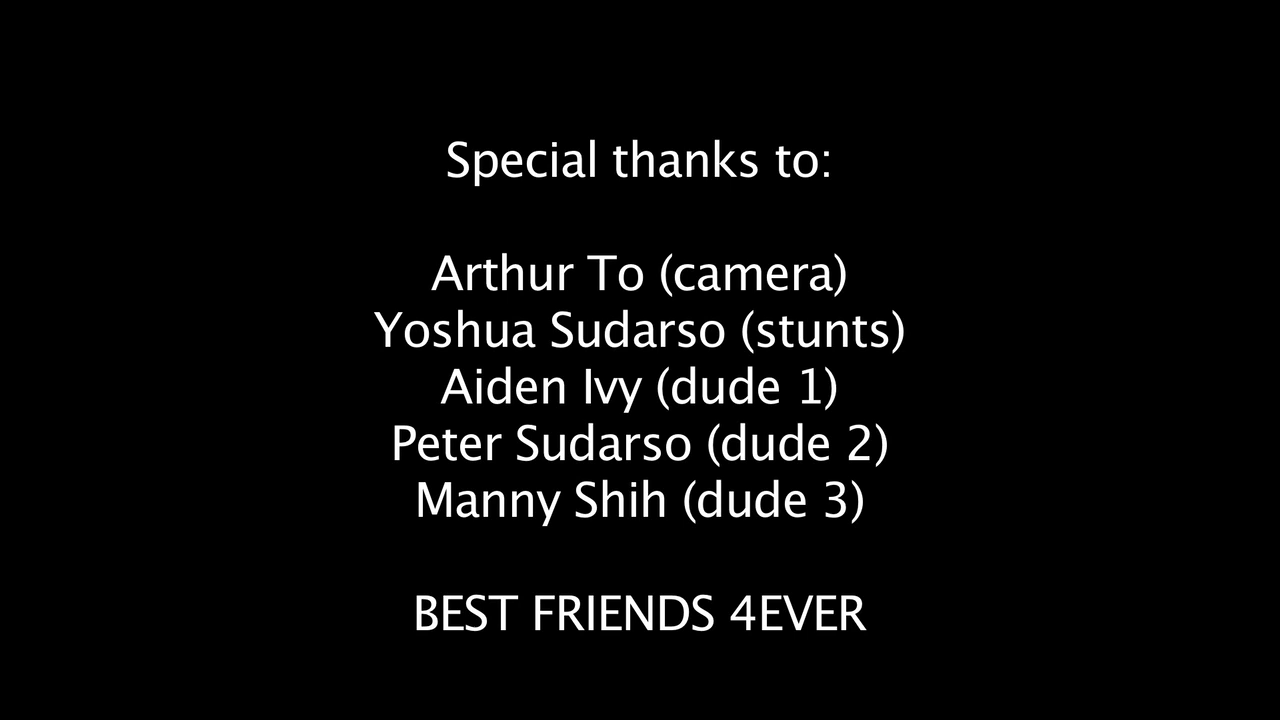 Special thanks to:
Arthur To (camera)
Yoshua Sudarso (stunts)
Aiden Ivy (dude 1)
Peter Sudarso (dude 2)
Manny Shih (dude 3)
BEST FRIENDS 4EVER